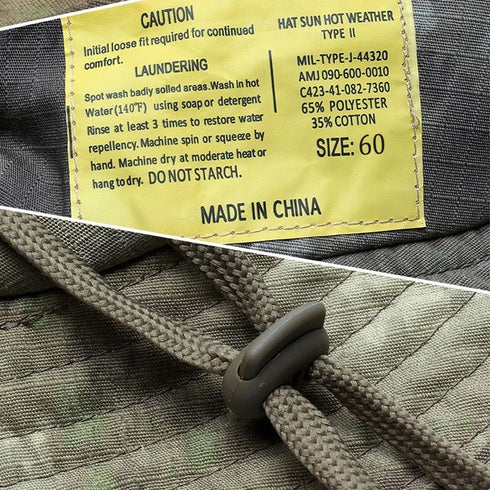 CAUTION
Initial loose fit required for continued
comfort.
LAUNDERING
Spot wash badly soiled areas.Wash in hot
Water (140°F) using soap or detergent
Rinse at least 3 times to restore water
repellency. Machine spin or squeeze by
hand. Machine dry at moderate heat or
hang to dry. DO NOT STARCH.
HAT SUN HOT WEATHER
TYPE II
MIL-TYPE-J-44320
AMJ 090-600-0010
C423-41-082-7360
65% POLYESTER
35% COTTON
SIZE: 60
MADE IN CHINA